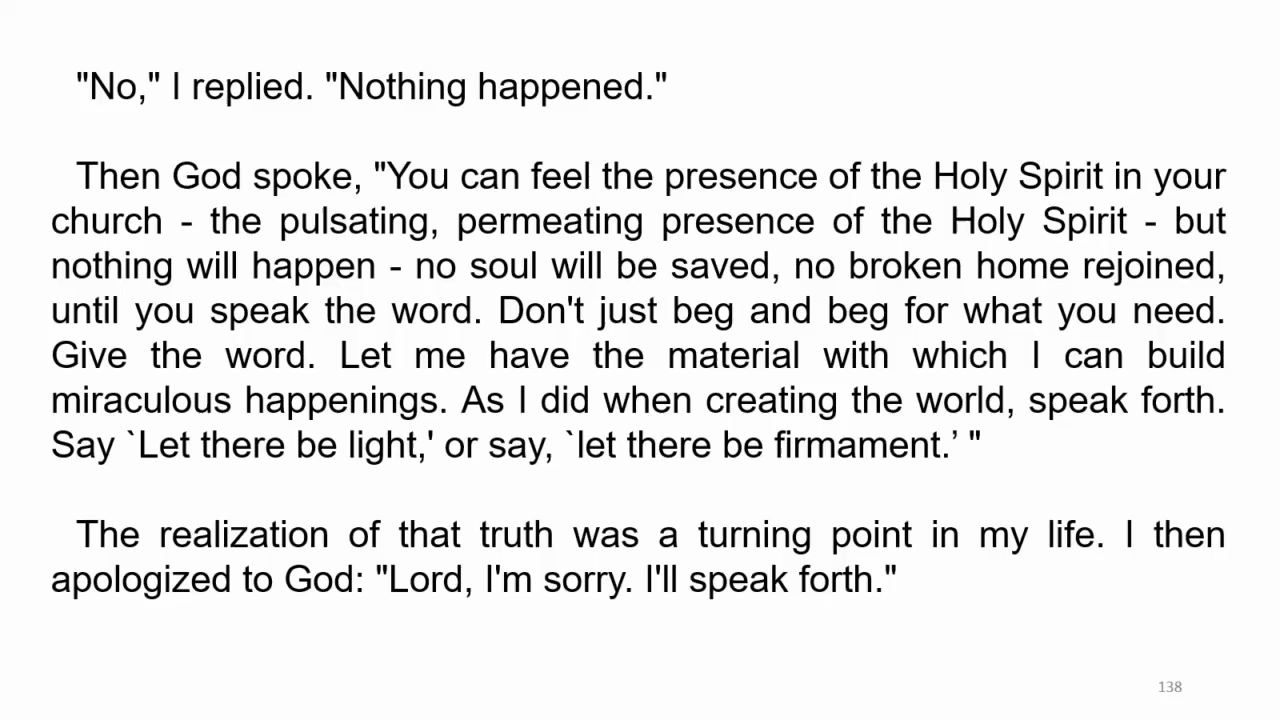 "No," I replied. "Nothing happened."
Then God spoke, "You can feel the presence of the Holy Spirit in your
church - the pulsating, permeating presence of the Holy Spirit - but
nothing will happen - no soul will be saved, no broken home rejoined,
until you speak the word. Don't just beg and beg for what you need.
Give the word. Let me have the material with which I can build
miraculous happenings. As I did when creating the world, speak forth.
Say `Let there be light,' or say, `let there be firmament.’ "
The realization of that truth was a turning point in my life. I then
apologized to God: "Lord, I'm sorry. I'll speak forth."
138